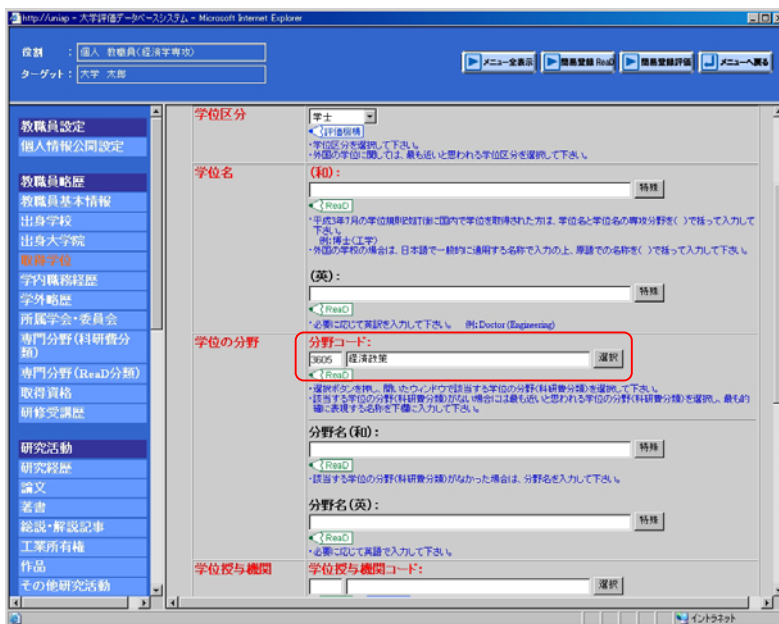 http://uniap - 大学評価データベースシステム - Microsoft Internet Explorer
役割 : 個人 教職員(経済学専攻)
ターゲット : 大学 太郎
メニュー全表示
簡易登録 ReaD
簡易登録評価
メニューへ戻る
教職員設定
個人情報公開設定
教職員略歴
教職員基本情報
出身学校
出身大学院
取得学位
学内職務経歴
学外略歴
所属学会・委員会
専門分野(科研費分類)
専門分野(ReaD分類)
取得資格
研修受講歴
研究活動
研究経歴
論文
著書
総説・解説記事
工業所有権
作品
その他研究活動
学位区分
学士
評価機構
・学位区分を選択して下さい。
・外国の学位に関しては、最も近いと思われる学位区分を選択して下さい。
学位名
(和):
特殊
ReaD
・平成3年7月の学位規則改訂後に国内で学位を取得された方は、学位名と学位名の専攻分野を( )で括って入力して
下さい。
例:博士(工学)
・外国の学校の場合は、日本語で一般的に通用する名称で入力の上、原語での名称を( )で括って入力して下さい。
(英):
特殊
ReaD
・必要に応じて英訳を入力して下さい。 例:Doctor (Engineering)
学位の分野
分野コード:
3605 経済政策 選択
ReaD
・選択ボタンを押し、開いたウィンドウで該当する学位の分野(科研費分類)を選択して下さい。
・該当する学位の分野(科研費分類)がない場合には最も近いと思われる学位の分野(科研費分類)を選択し、最も的
確に表現する名称を下欄に入力して下さい。
分野名(和):
特殊
ReaD
・該当する学位の分野(科研費分類)がなかった場合は、分野名を入力して下さい。
分野名(英):
特殊
ReaD
・必要に応じて英語で入力して下さい。
学位授与機関
学位授与機関コード:
選択
イントラネット